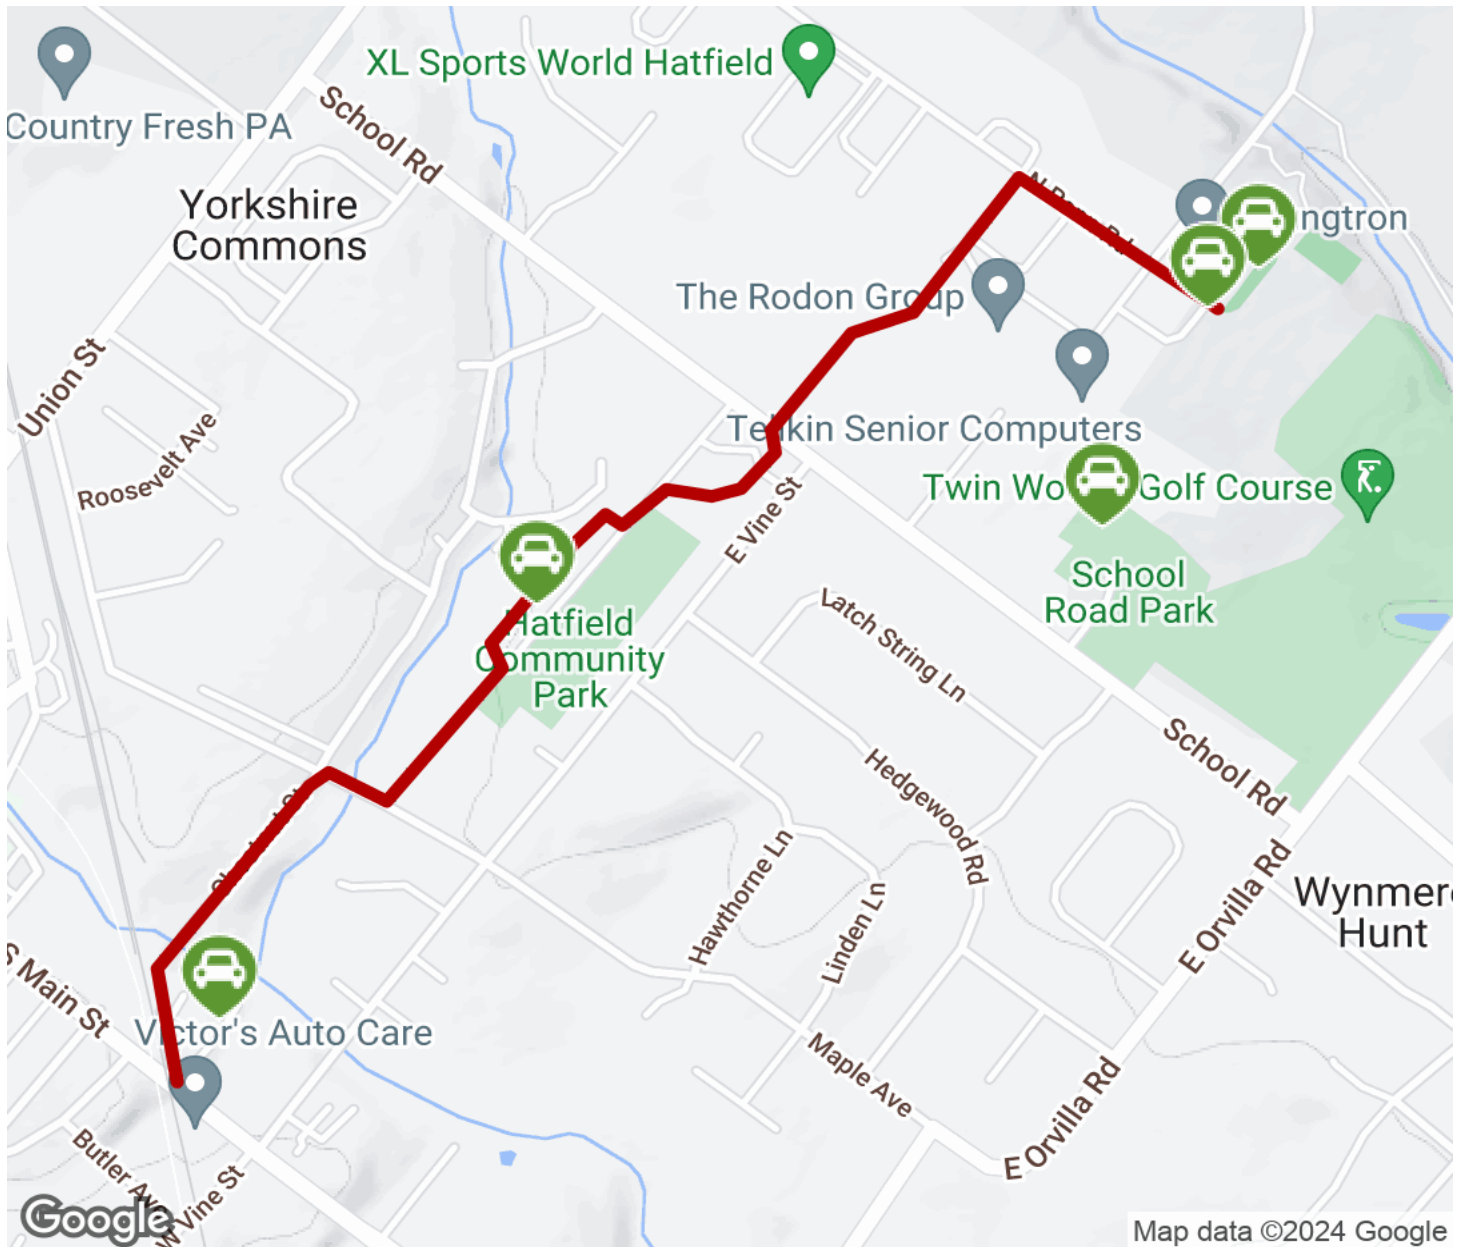 XL Sports World Hatfield
Country Fresh PA
School Rd
Yorkshire
Commons
ngtron
The Rodon Group
Union St
Senior Computers
Roosevelt Ave
Twin
Golf Course
E Vine St
School
Road Park
Latch String Ln
Hatfield
Community
Park
School Rd
Hedgewood Rd
Hawthorne Ln
Linden Ln
E Orvilla Rd
Wynmere
Hunt
S Main St
Victor's Auto Care
Maple Ave
E Orvilla Rd
Butler Ave
W Vine St
Google
Map data ©2024 Google